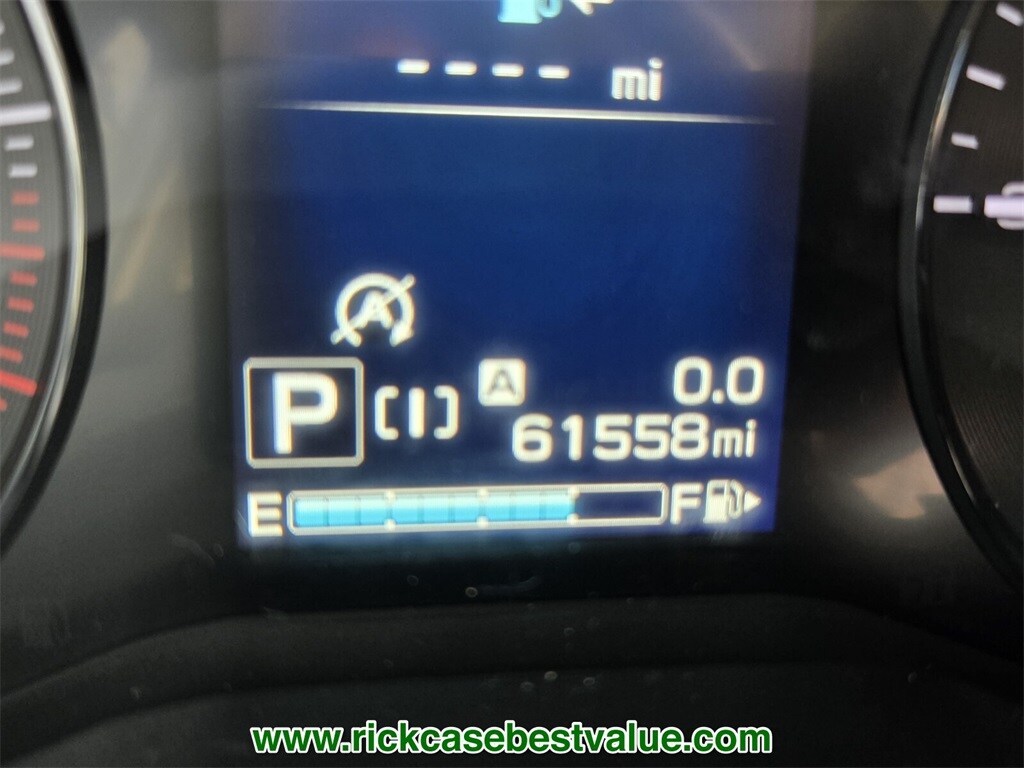 ---- mi
A
P [I] A 0.0
61558mi
E F
www.rickcasebestvalue.com